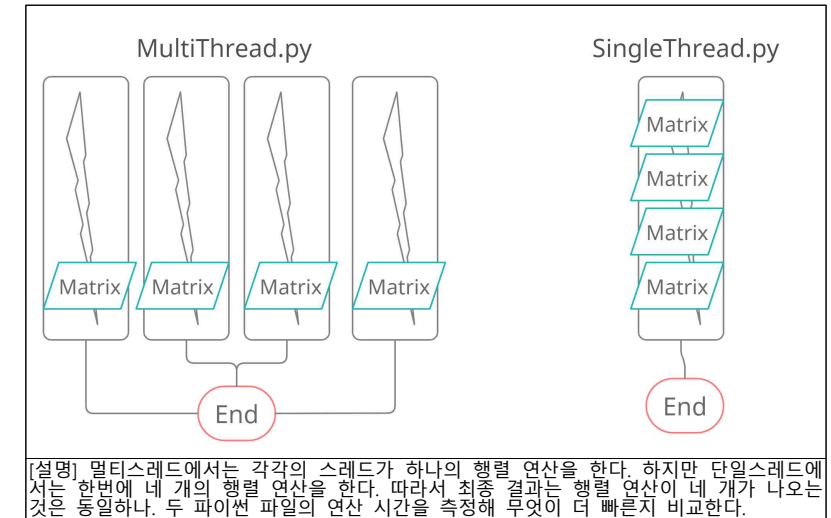 MultiThread.py
SingleThread.py
Matrix
Matrix
Matrix
Matrix
Matrix
Matrix
Matrix
Matrix
End
End
[설명] 멀티스레드에서는 각각의 스레드가 하나의 행렬 연산을 한다. 하지만 단일스레드에
서는 한번에 네 개의 행렬 연산을 한다. 따라서 최종 결과는 행렬 연산이 네 개가 나오는
것은 동일하나. 두 파이썬 파일의 연산 시간을 측정해 무엇이 더 빠른지 비교한다.